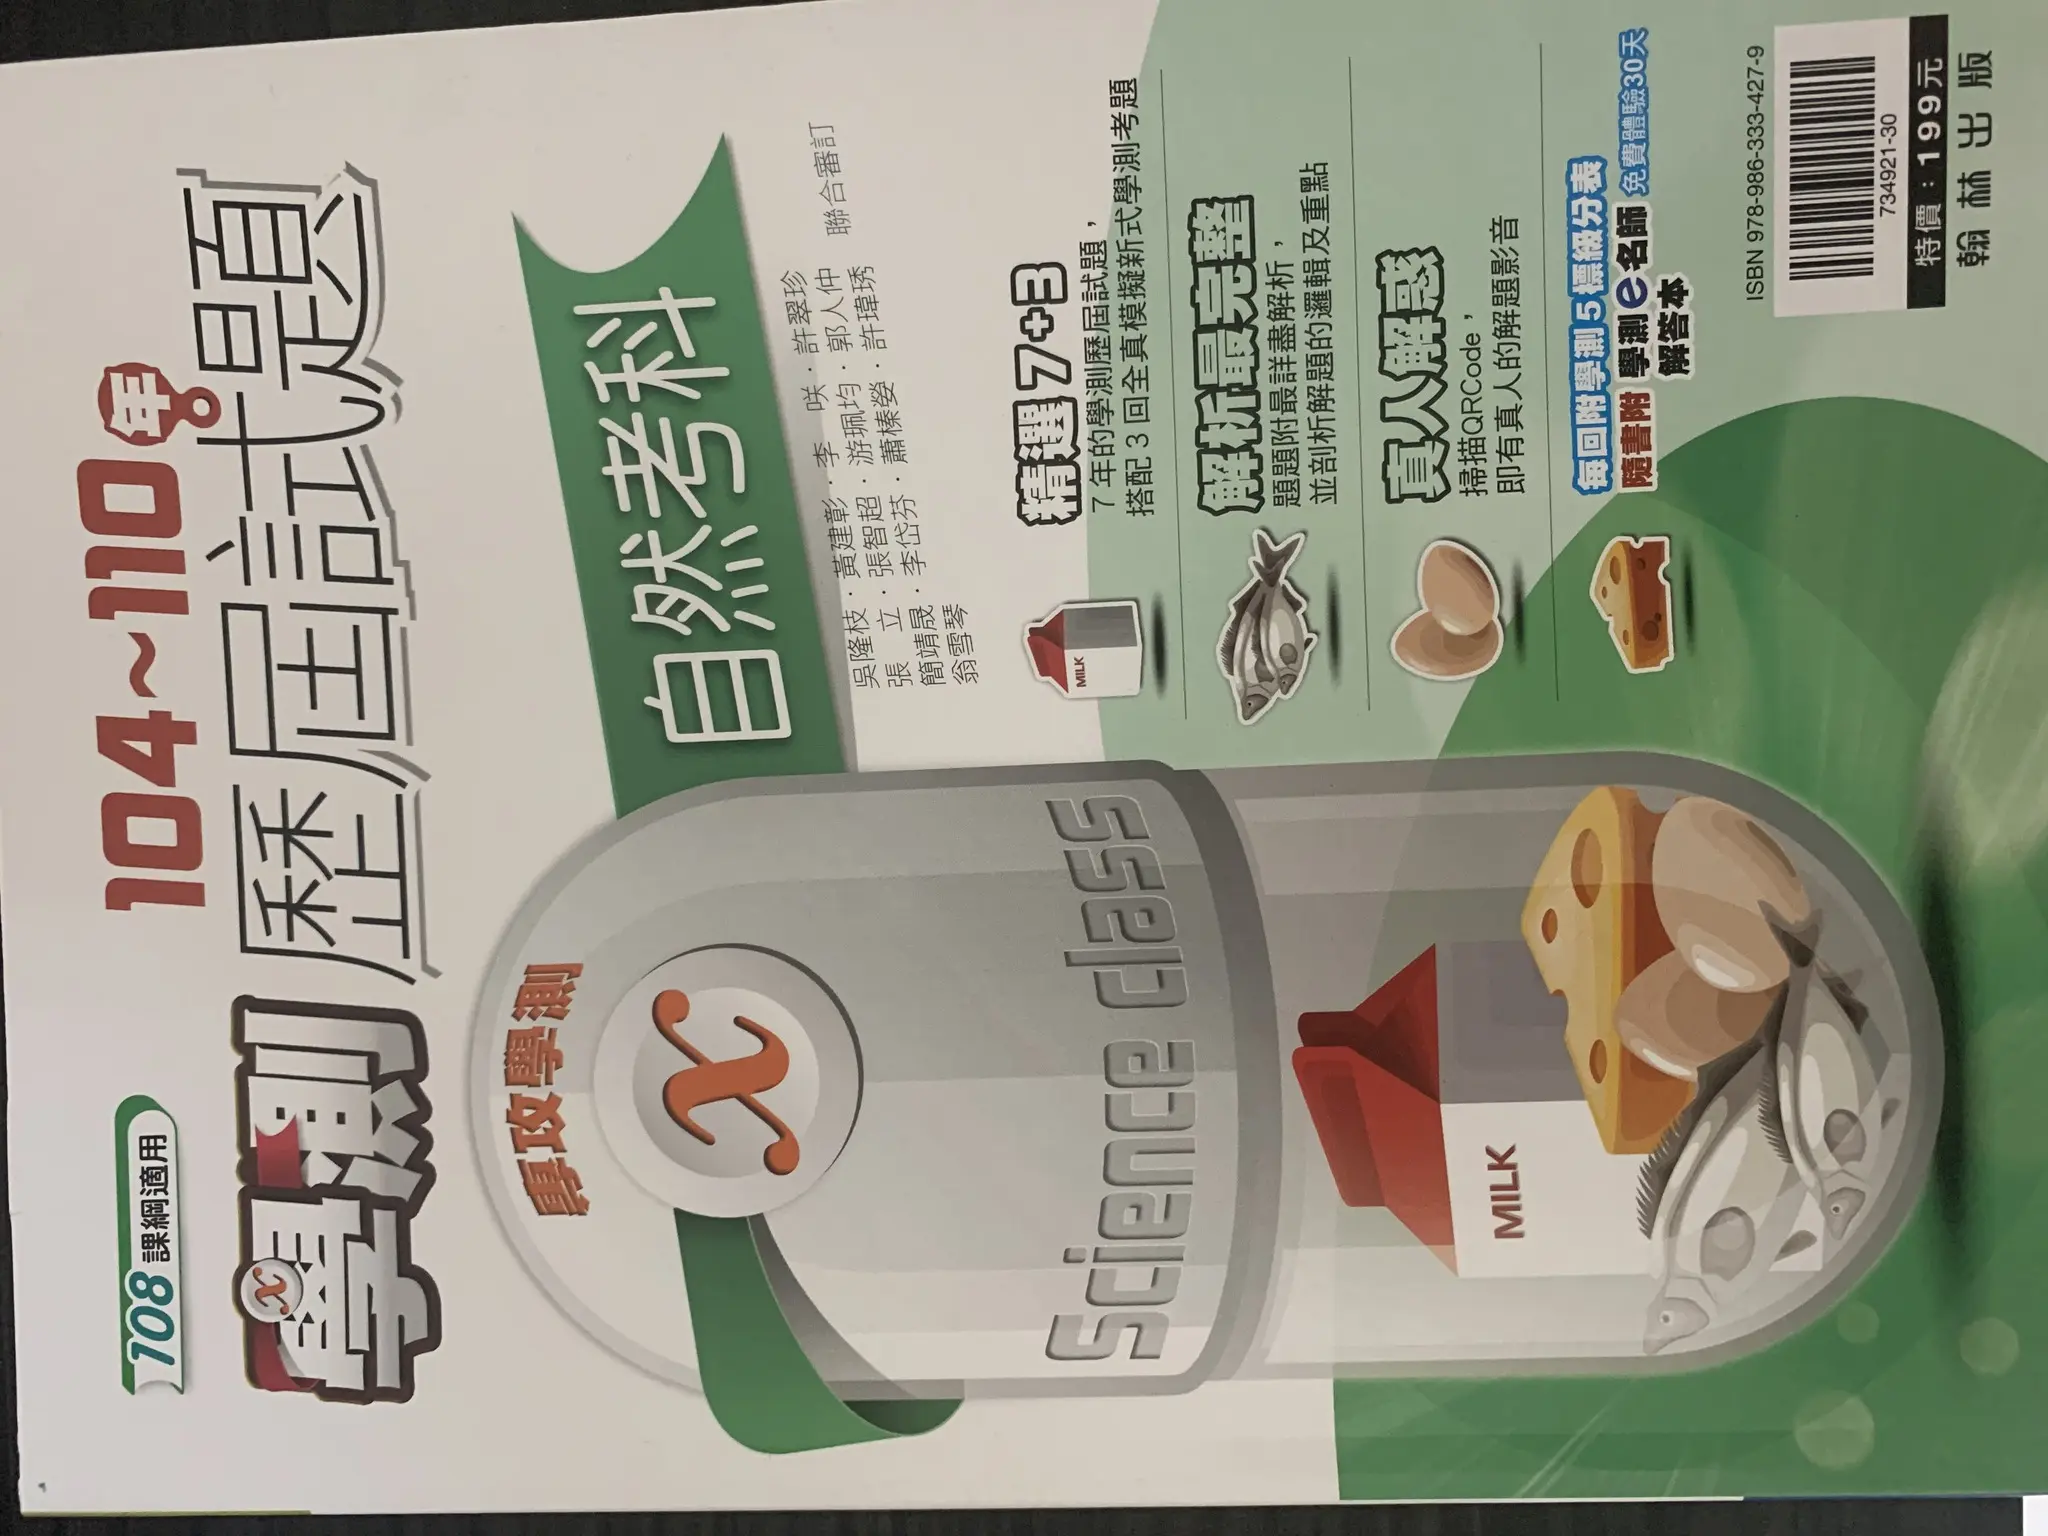 108課綱適用
104~110年
學測 歷屆試題
x
自然考科
專攻學測
x
吳隆枝．黃建彰．李　咲．許翠珍
張　立．張智超．游珮均．郭人仲　聯合審訂
簡靖晟．李岱芬．蕭榛鎣．許瑋琇
翁雪琴
Science class
MILK
MILK
精選7+3
7 年的學測歷屆試題，
搭配 3 回全真模擬新式學測考題
解析最完整
題題附最詳盡解析，
並剖析解題的邏輯及重點
真人解惑
掃描QRCode，
即有真人的解題影音
每回附學測5標級分表
隨書附 學測e名師 免費體驗30天
解答本
ISBN 978-986-333-427-9
734921-30
特價：199元
翰林出版